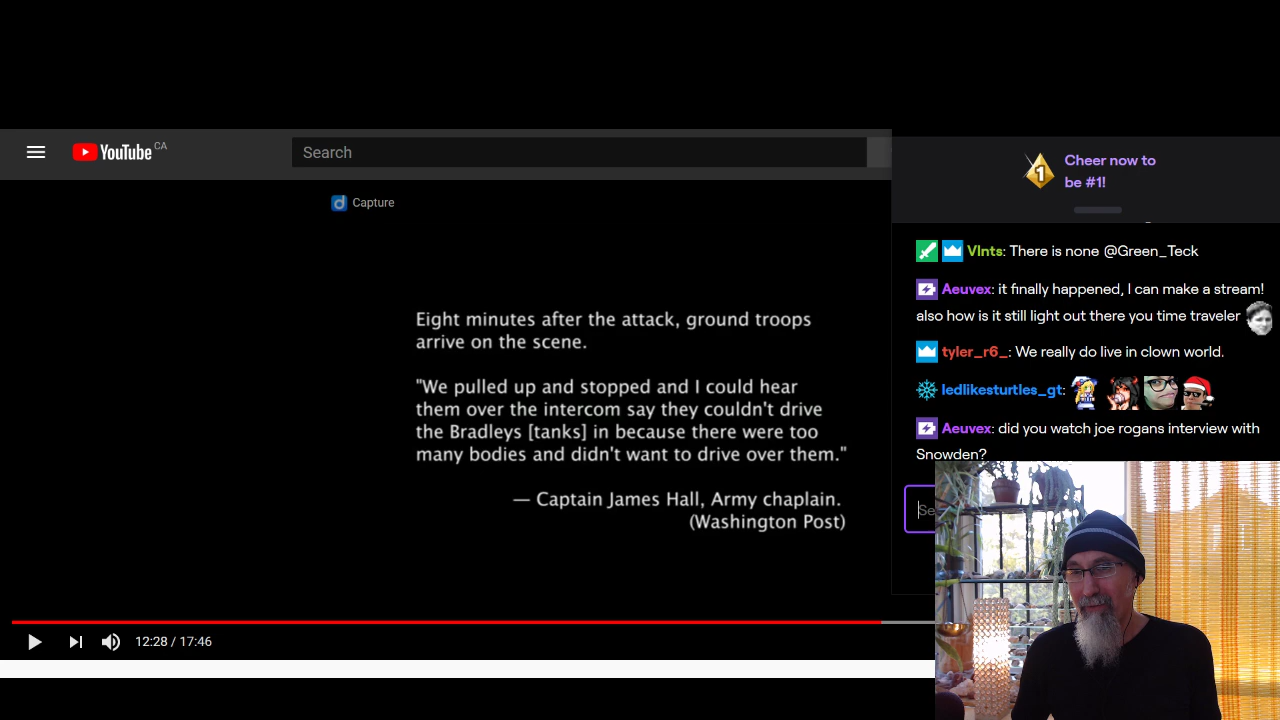 YouTube CA
Search
Capture
Eight minutes after the attack, ground troops
arrive on the scene.
"We pulled up and stopped and I could hear
them over the intercom say they couldn't drive
the Bradleys [tanks] in because there were too
many bodies and didn't want to drive over them."
— Captain James Hall, Army chaplain.
(Washington Post)
12:28 / 17:46
1
Cheer now to
be #1!
VInts: There is none @Green_Teck
Aeuvex: it finally happened, I can make a stream!
also how is it still light out there you time traveler
tyler_r6_: We really do live in clown world.
ledlikesturtles_gt:
Aeuvex: did you watch joe rogans interview with
Snowden?